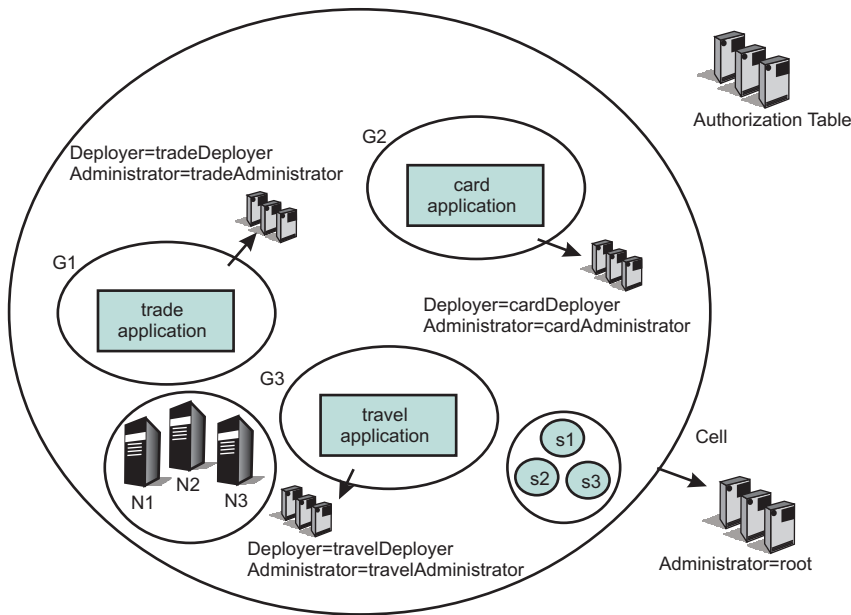 Authorization Table
G2
Deployer=tradeDeployer
Administrator=tradeAdministrator
card
application
G1
trade
application
Deployer=cardDeployer
Administrator=cardAdministrator
G3
travel
application
Cell
s1
s2
s3
N1
N2
N3
Deployer=travelDeployer
Administrator=travelAdministrator
Administrator=root